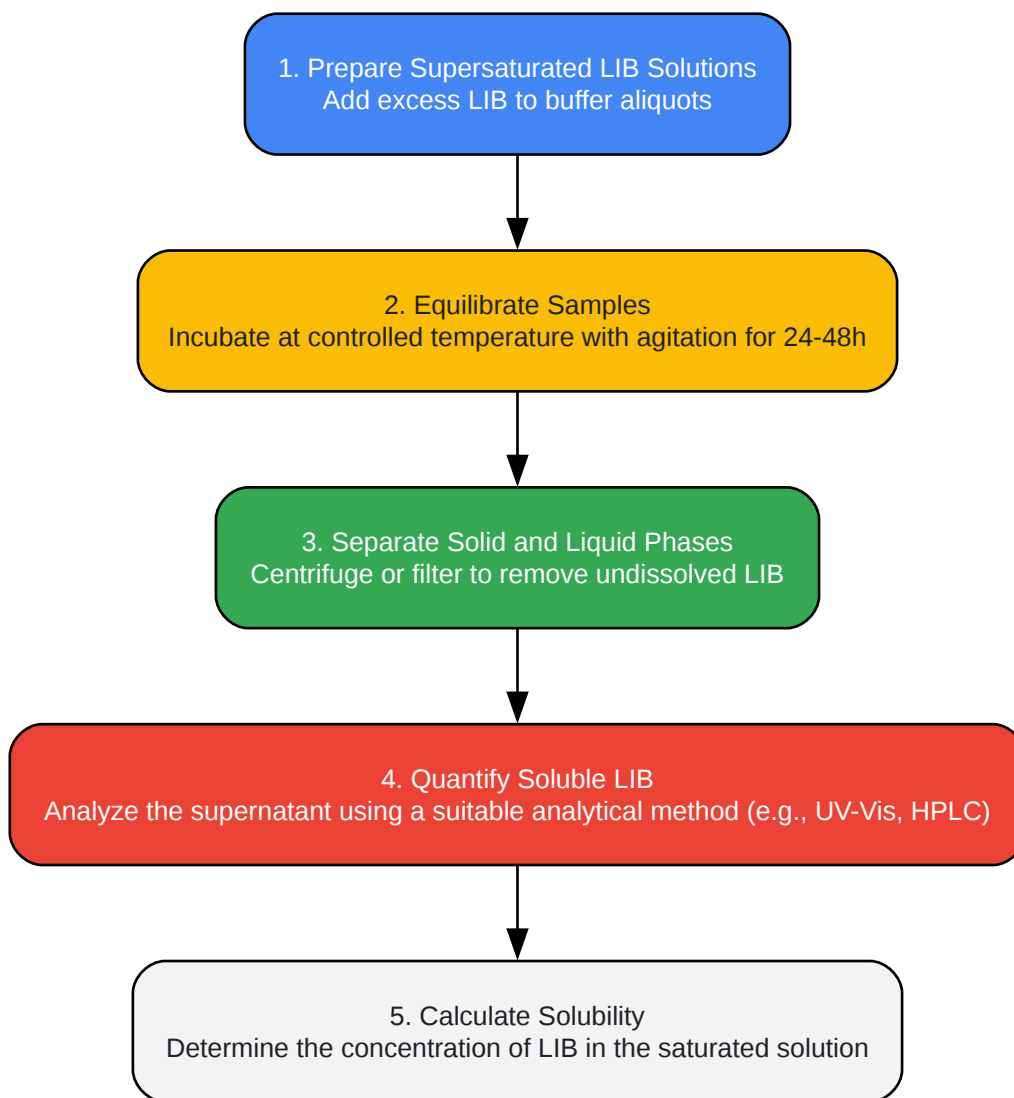 1. Prepare Supersaturated LIB Solutions
Add excess LIB to buffer aliquots
2. Equilibrate Samples
Incubate at controlled temperature with agitation for 24-48h
3. Separate Solid and Liquid Phases
Centrifuge or filter to remove undissolved LIB
4. Quantify Soluble LIB
Analyze the supernatant using a suitable analytical method (e.g., UV-Vis, HPLC)
5. Calculate Solubility
Determine the concentration of LIB in the saturated solution